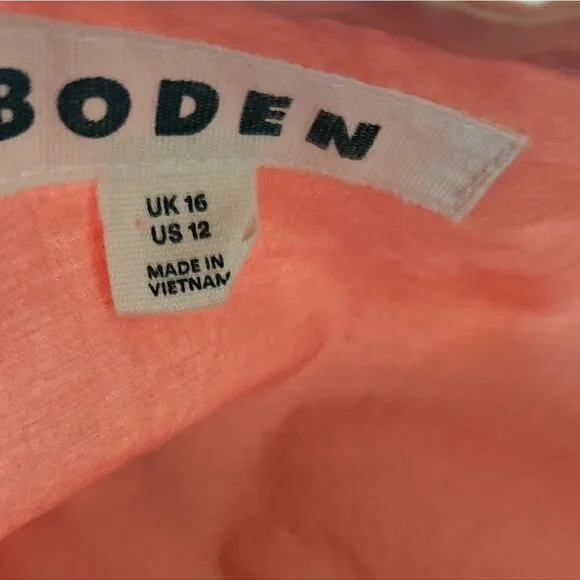 BODEN
UK 16
US 12
MADE IN
VIETNAM